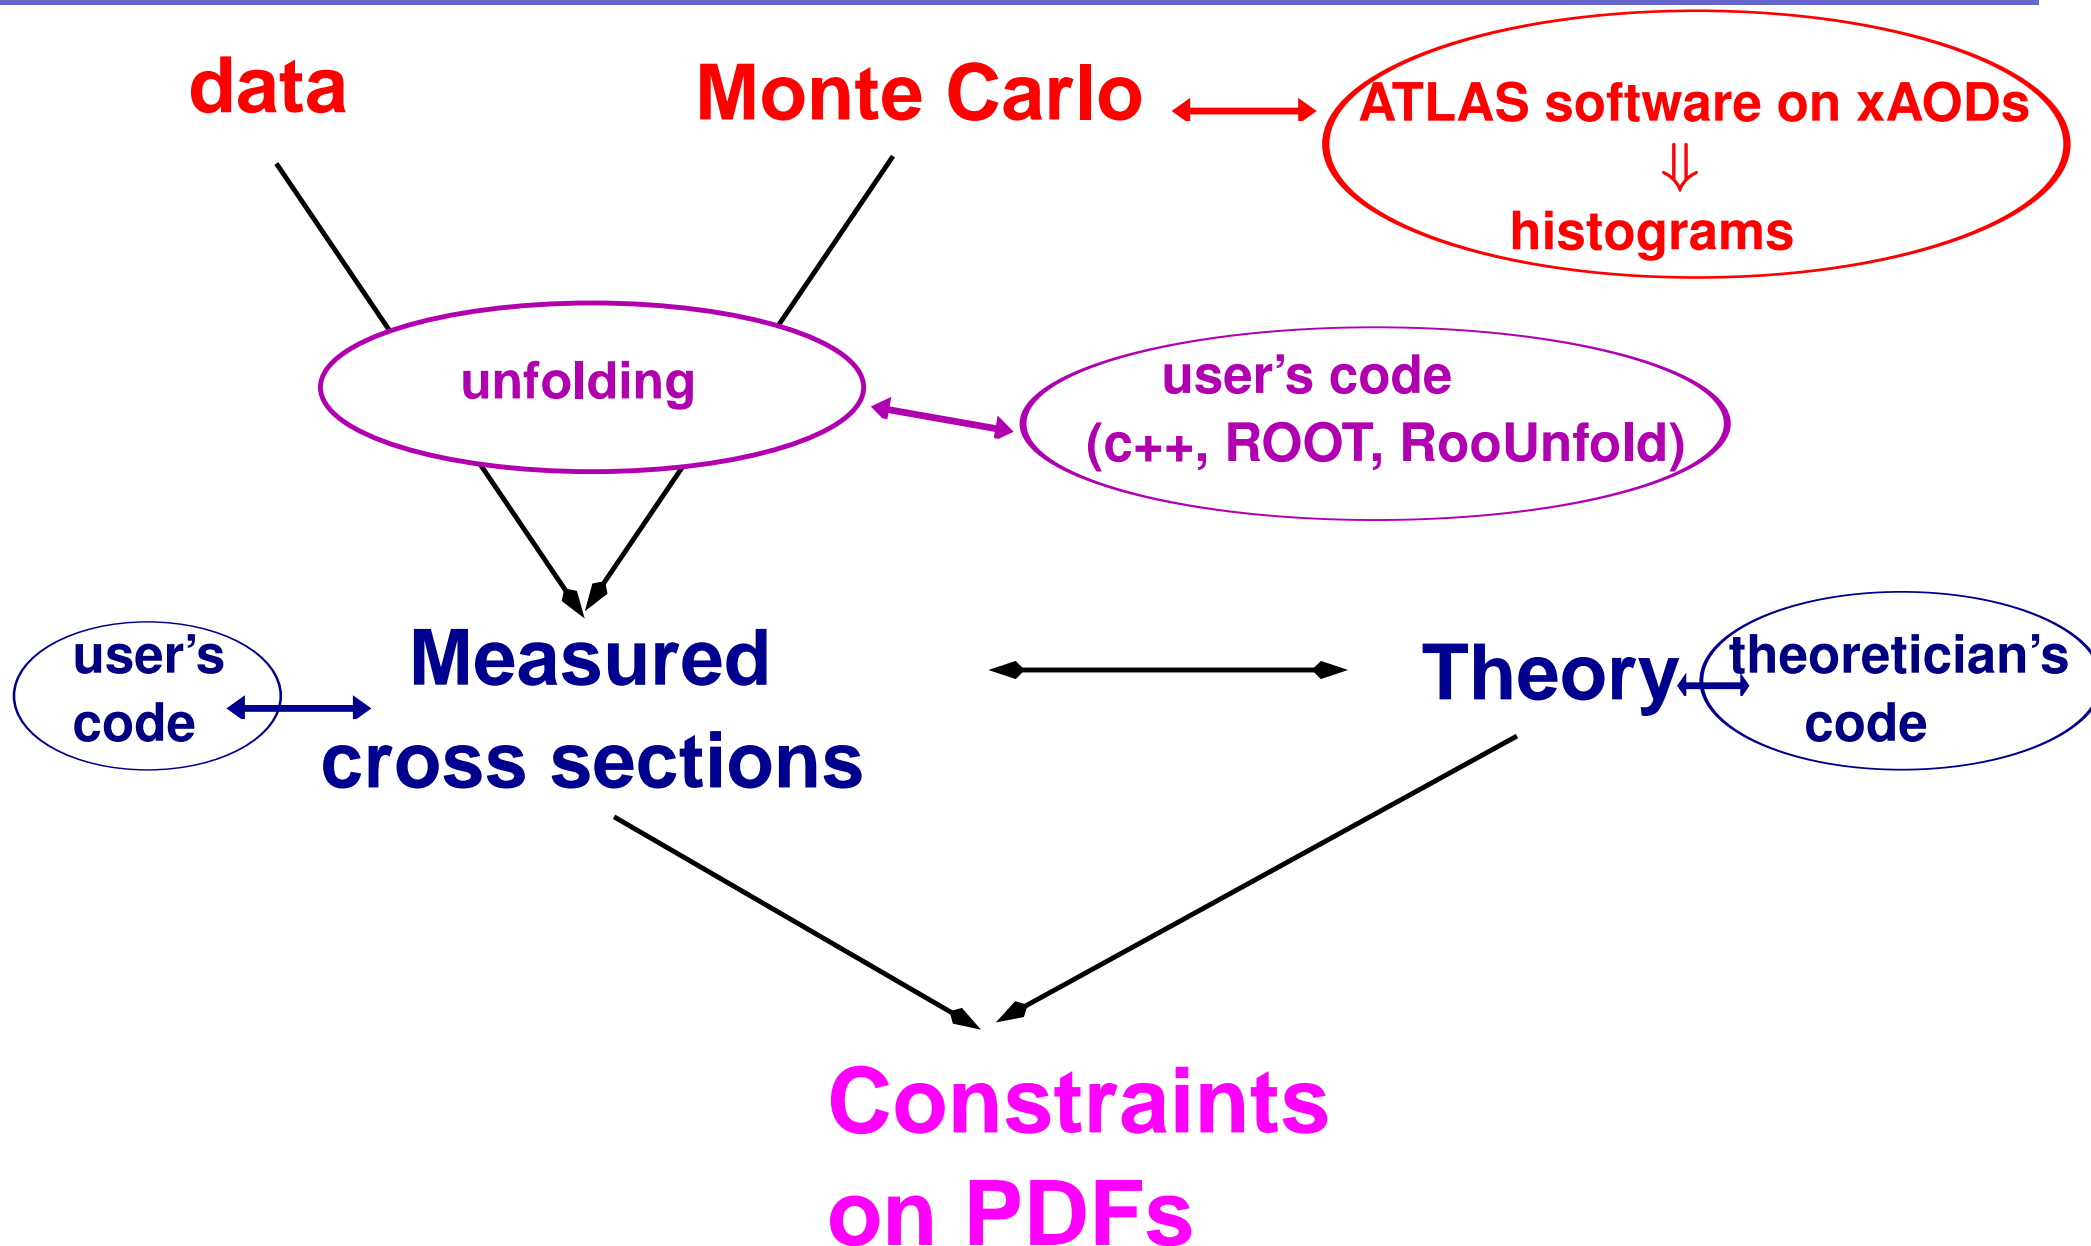 data
Monte Carlo
ATLAS software on xAODs
⇓
histograms
unfolding
user’s code
(c++, ROOT, RooUnfold)
user’s
code
Measured
cross sections
Theory
theoretician’s
code
Constraints
on PDFs